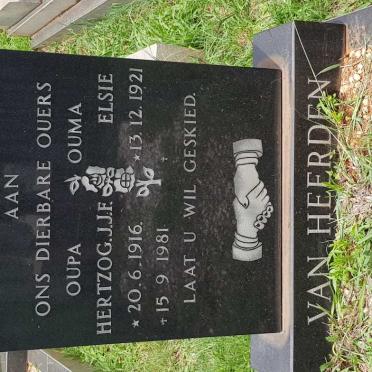 AAN
ONS DIERBARE OUERS
OUPA OUMA
HERTZOG.J.J.F. ELSIE
* 20.6.1916. * 13.12.1921
† 15.9.1981 †
LAAT U WIL GESKIED.
VAN HEERDEN